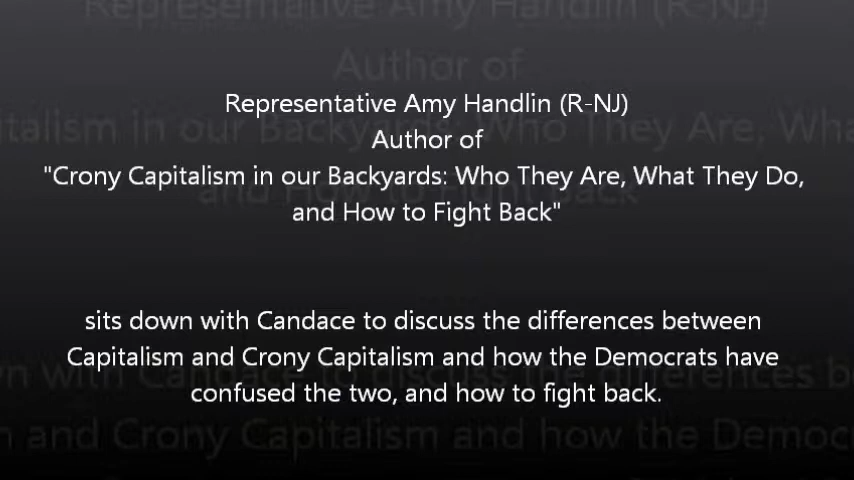 Representative Amy Handlin (R-NJ)
Author of
"Crony Capitalism in our Backyards: Who They Are, What They Do,
and How to Fight Back"
sits down with Candace to discuss the differences between
Capitalism and Crony Capitalism and how the Democrats have
confused the two, and how to fight back.